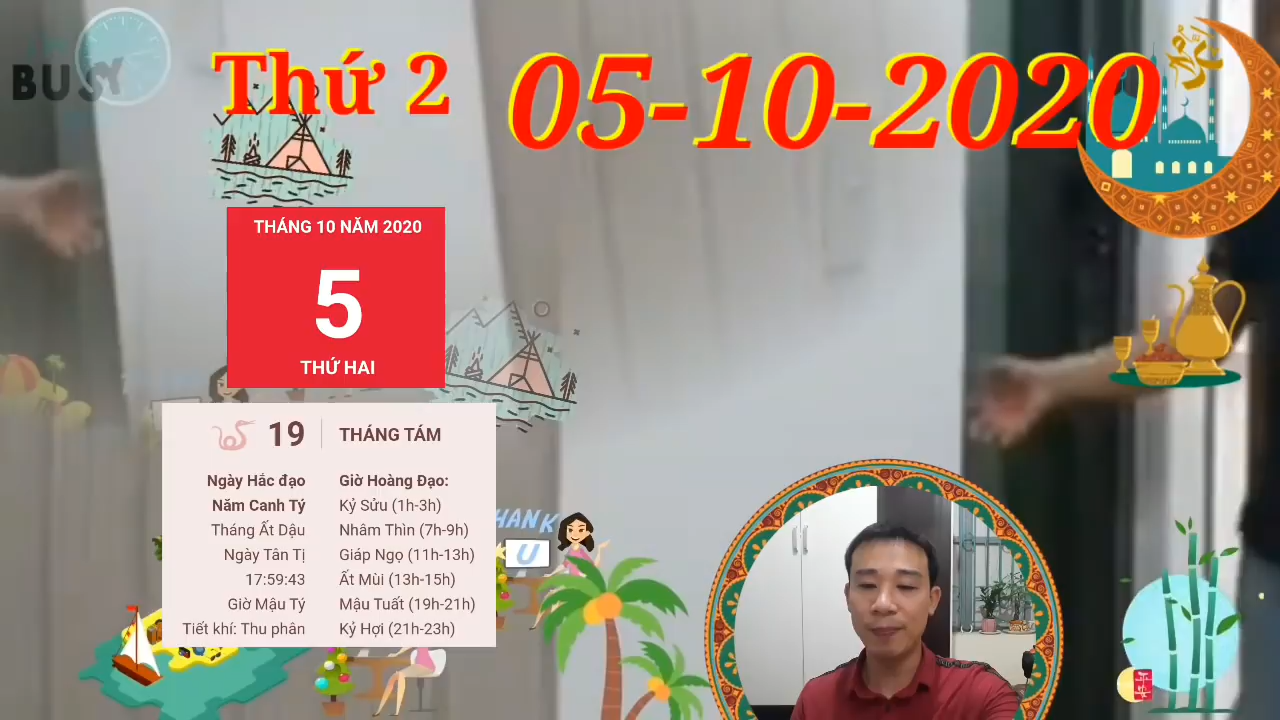 BUSY
Thứ 2
05-10-2020
THÁNG 10 NĂM 2020
5
THỨ HAI
19
THÁNG TÁM
Ngày Hắc đạo
Giờ Hoàng Đạo:
Năm Canh Tý
Kỷ Sửu (1h-3h)
Tháng Ất Dậu
Nhâm Thìn (7h-9h)
Ngày Tân Tị
Giáp Ngọ (11h-13h)
17:59:43
Ất Mùi (13h-15h)
Giờ Mậu Tý
Mậu Tuất (19h-21h)
Tiết khí: Thu phân
Kỷ Hợi (21h-23h)
HANK
U